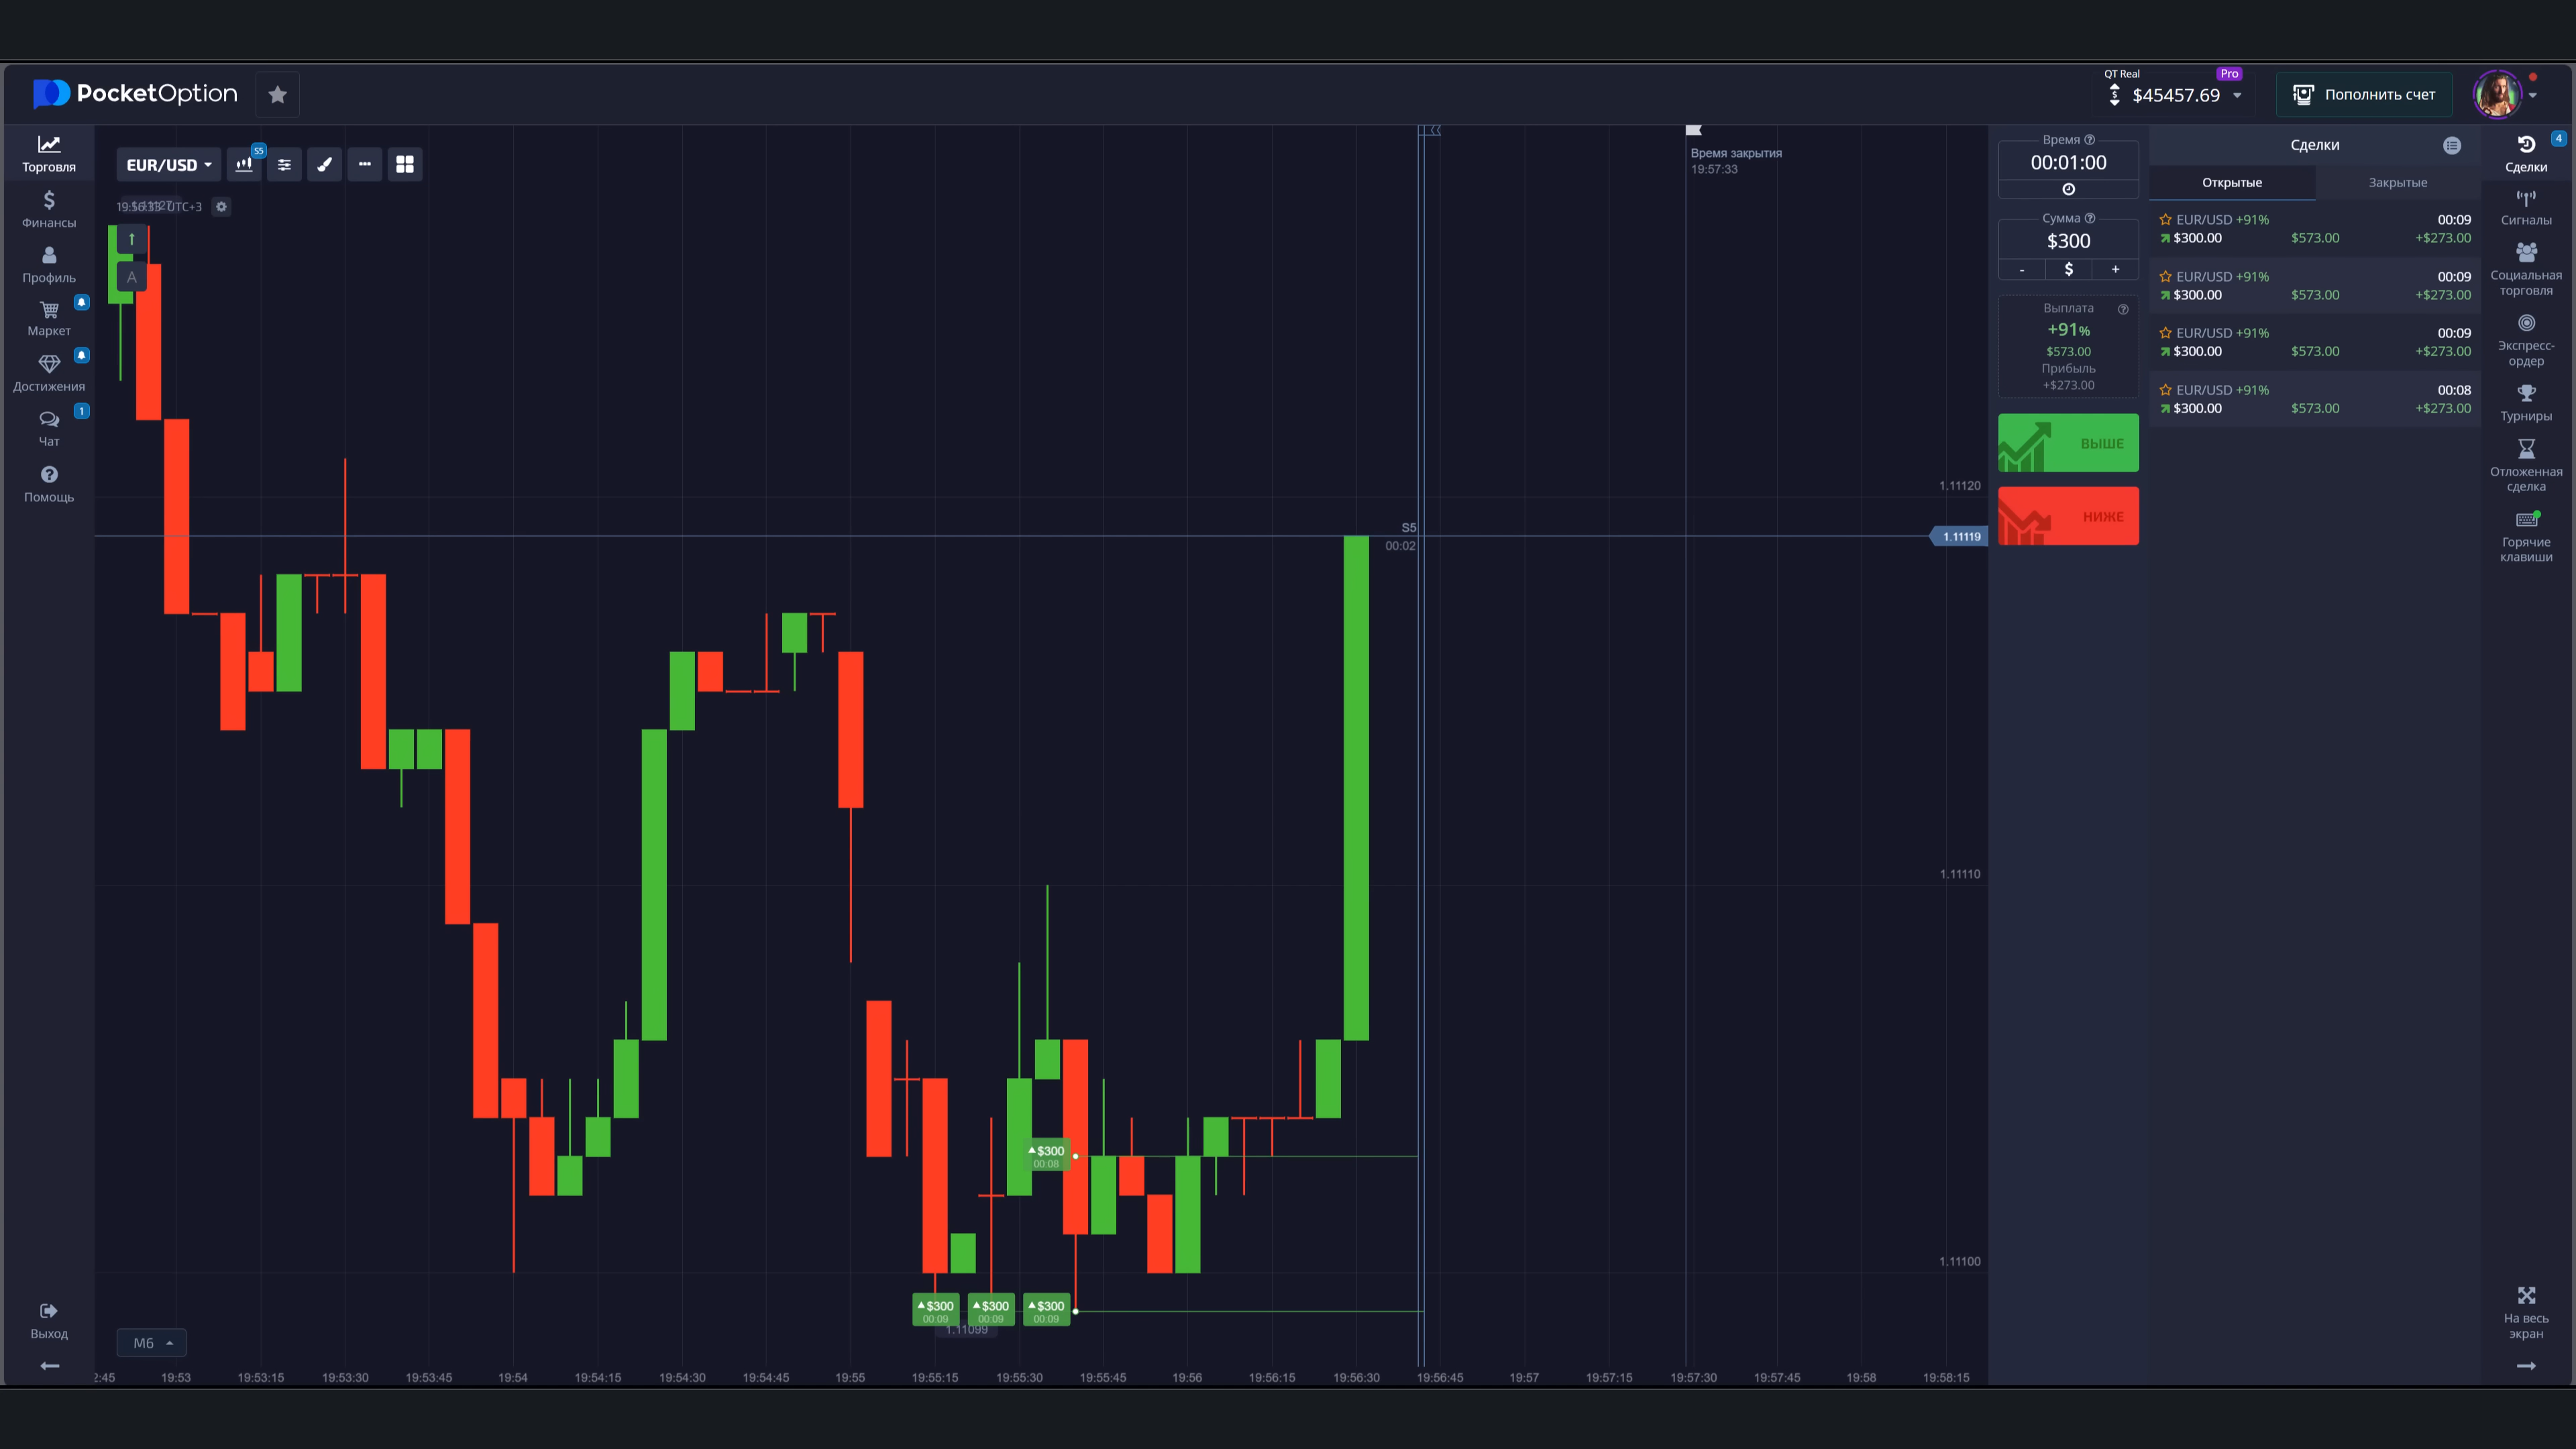 PocketOption
QT Real
Pro
$45457.69
Пополнить счет
Торговля
Финансы
Профиль
Маркет
Достижения
Чат
1
Помощь
Выход
EUR/USD
S5
UTC+3
A
M6
S5
00:02
Время закрытия
19:57:33
1.11120
1.11119
1.11110
1.11100
$300
00:08
$300
00:09
$300
00:09
$300
00:09
1.11099
2:45
19:53
19:53:15
19:53:30
19:53:45
19:54
19:54:15
19:54:30
19:54:45
19:55
19:55:15
19:55:30
19:55:45
19:56
19:56:15
19:56:30
19:56:45
19:57
19:57:15
19:57:30
19:57:45
19:58
19:58:15
Время
00:01:00
Сумма
$300
- $ +
Выплата
+91%
$573.00
Прибыль
+$273.00
ВЫШЕ
НИЖЕ
Сделки
Открытые
Закрытые
EUR/USD +91% 00:09
$300.00 $573.00 +$273.00
EUR/USD +91% 00:09
$300.00 $573.00 +$273.00
EUR/USD +91% 00:09
$300.00 $573.00 +$273.00
EUR/USD +91% 00:08
$300.00 $573.00 +$273.00
4
Сделки
Сигналы
Социальная
торговля
Экспресс-
ордер
Турниры
Отложенная
сделка
Горячие
клавиши
На весь
экран